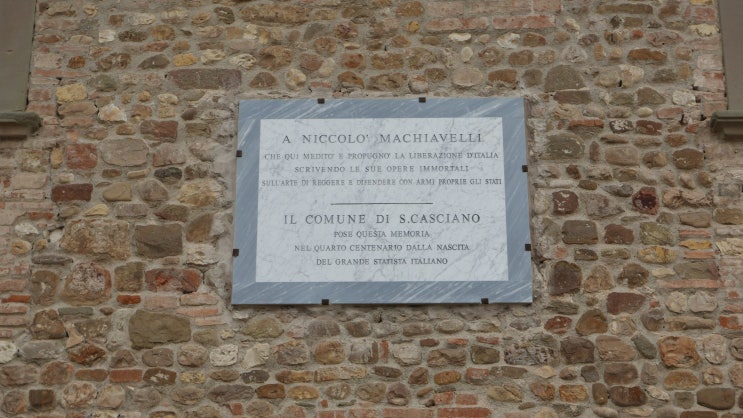 A NICCOLO' MACHIAVELLI
CHE QUI MEDITO' E PROPUGNO' LA LIBERAZIONE D'ITALIA
SCRIVENDO LE SUE OPERE IMMORTALI
SULL'ARTE DI REGGERE E DIFENDERE CON ARMI PROPRIE GLI STATI
IL COMUNE DI S.CASCIANO
POSE QUESTA MEMORIA
NEL QUARTO CENTENARIO DALLA NASCITA
DEL GRANDE STATISTA ITALIANO